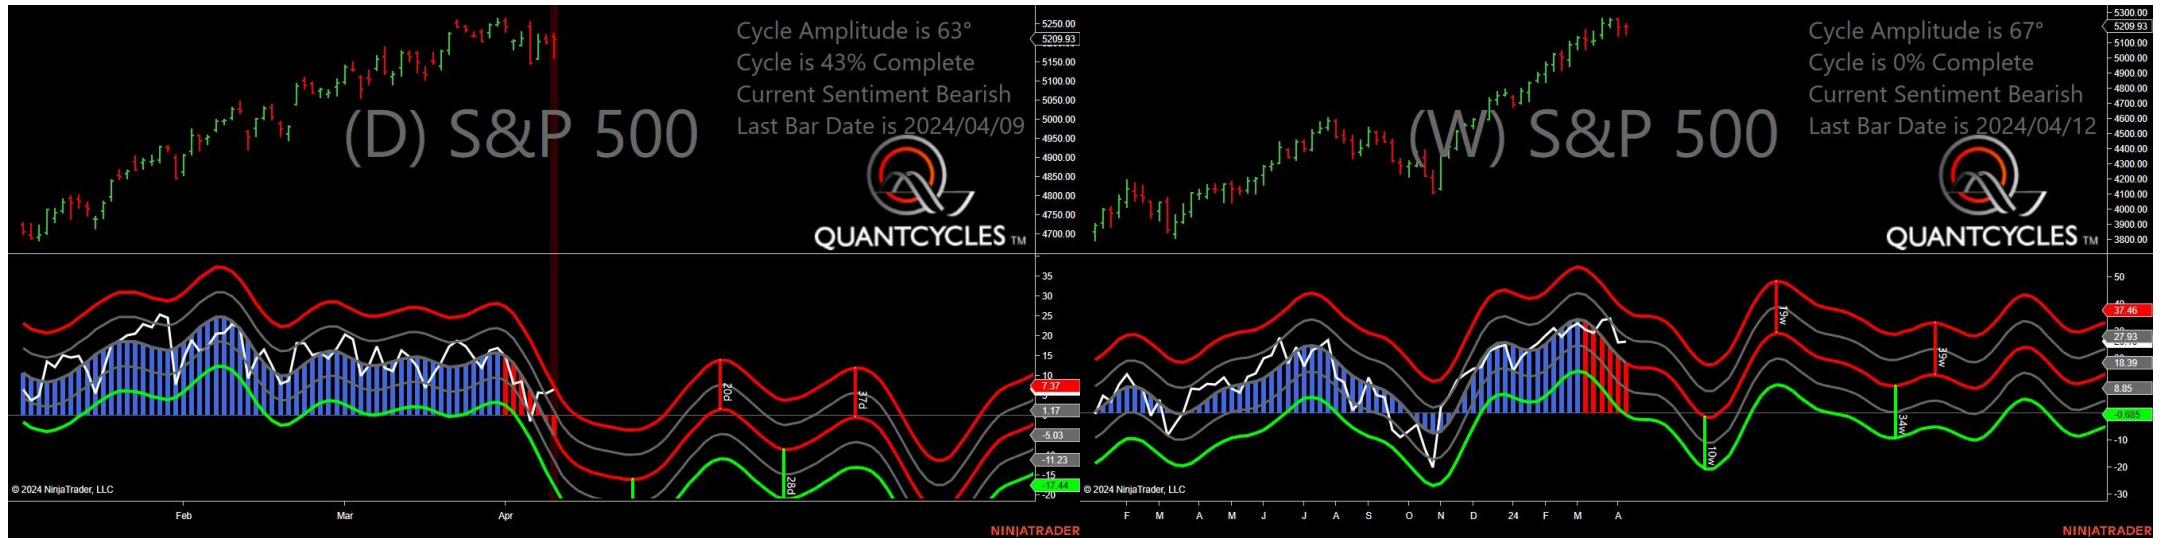 Cycle Amplitude is 63°
Cycle is 43% Complete
Current Sentiment Bearish
Last Bar Date is 2024/04/09
(D) S&P 500
QUANTCYCLES TM
5250.00
5209.93
5150.00
5100.00
5050.00
5000.00
4950.00
4900.00
4850.00
4800.00
4750.00
4700.00
35
30
25
20
15
10
7.37
1.17
-5.03
-11.23
-15
-17.44
-20
20d
37d
28d
© 2024 NinjaTrader, LLC
Feb Mar Apr
NINJATRADER
Cycle Amplitude is 67°
Cycle is 0% Complete
Current Sentiment Bearish
Last Bar Date is 2024/04/12
(W) S&P 500
QUANTCYCLES TM
5300.00
5209.93
5100.00
5000.00
4900.00
4800.00
4700.00
4600.00
4500.00
4400.00
4300.00
4200.00
4100.00
4000.00
3900.00
3800.00
50
37.46
27.93
18.39
8.85
-0.685
-10
-20
-30
19w
39w
34w
10w
© 2024 NinjaTrader, LLC
F M A M J J A S O N D 24 F M A
NINJATRADER